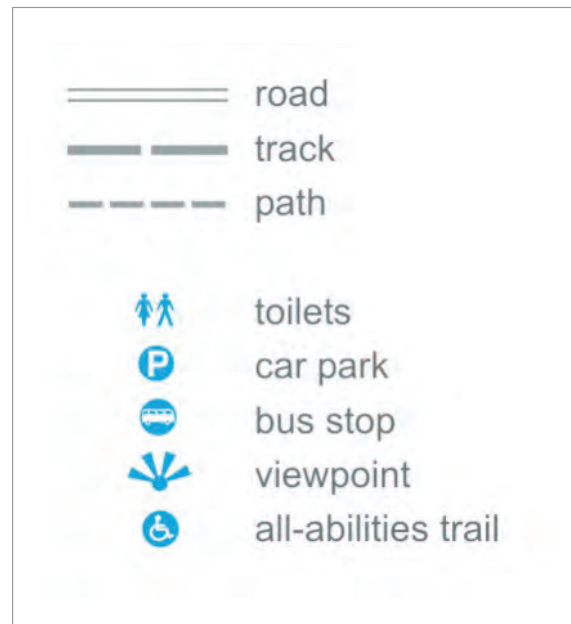 road
track
path
toilets
P car park
bus stop
viewpoint
all-abilities trail